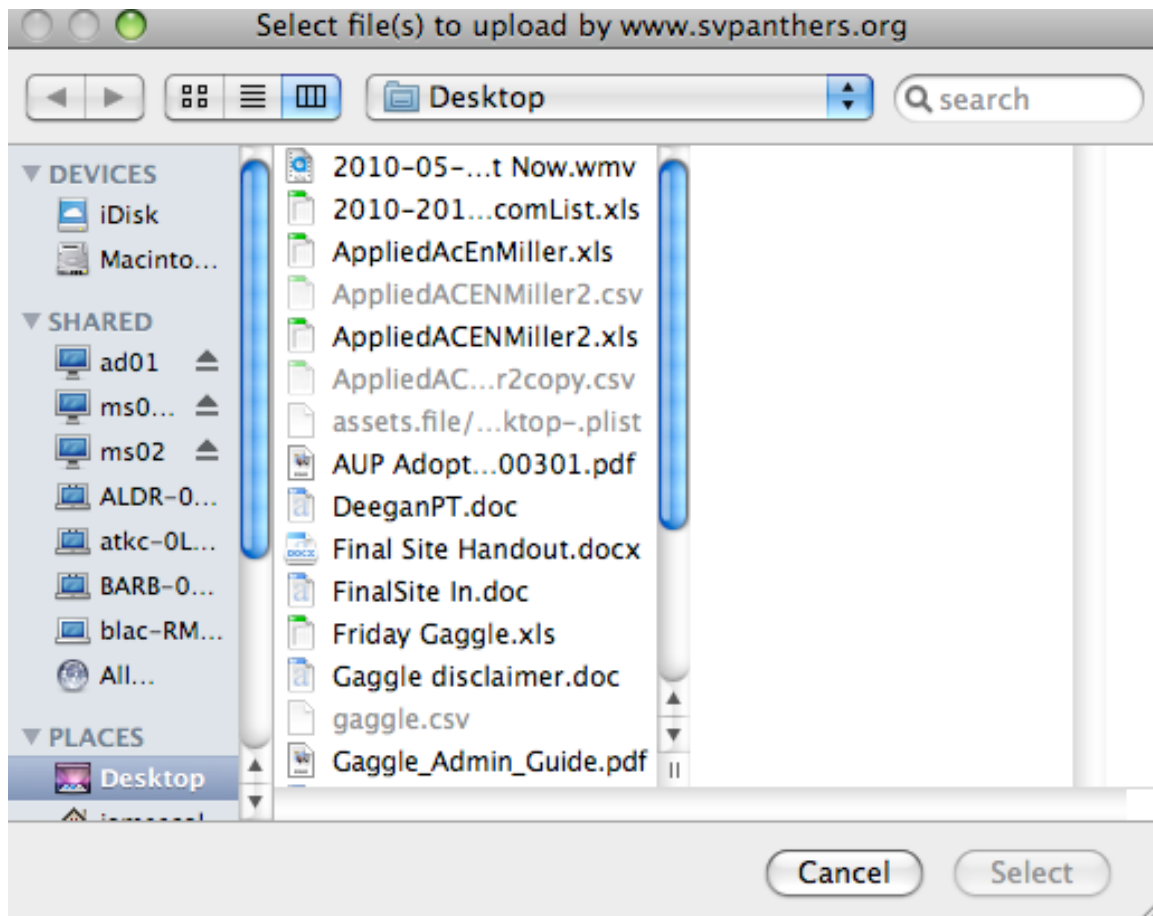 Select file(s) to upload by www.svpanthers.org
Desktop
search
DEVICES
iDisk
Macinto...
SHARED
ad01
ms0...
ms02
ALDR-0...
atkc-0L...
BARB-0...
blac-RM...
All...
PLACES
Desktop
2010-05-...t Now.wmv
2010-201...comList.xls
AppliedAcEnMiller.xls
AppliedACENMiller2.csv
AppliedACENMiller2.xls
AppliedAC...r2copy.csv
assets.file/...ktop-.plist
AUP Adopt...00301.pdf
DeeganPT.doc
Final Site Handout.docx
FinalSite In.doc
Friday Gaggle.xls
Gaggle disclaimer.doc
gaggle.csv
Gaggle_Admin_Guide.pdf
Cancel
Select